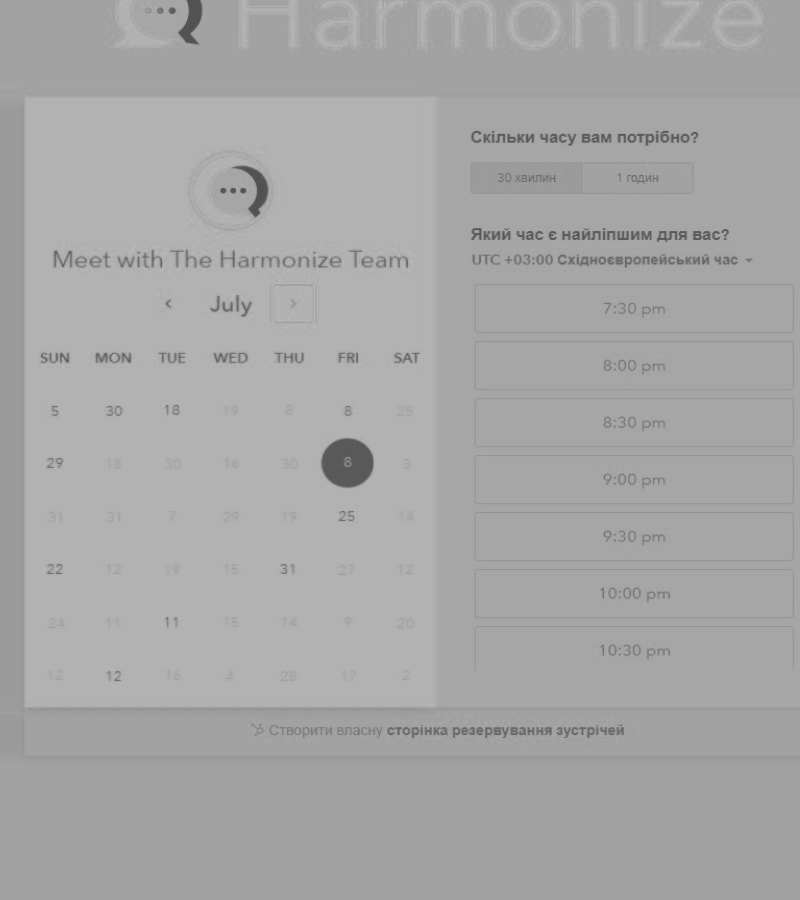 Harmonize
Meet with The Harmonize Team
July
SUN MON TUE WED THU FRI SAT
5 30 18 19 8 8 25
29 18 30 16 30 8 3
31 31 7 29 19 25 14
22 12 19 15 31 27 12
24 11 11 15 14 9 20
12 12 16 4 28 17 2
Скільки часу вам потрібно?
30 хвилин 1 годин
Який час є найліпшим для вас?
UTC +03:00 Східноєвропейський час
7:30 pm
8:00 pm
8:30 pm
9:00 pm
9:30 pm
10:00 pm
10:30 pm
Створити власну сторінка резервування зустрічей